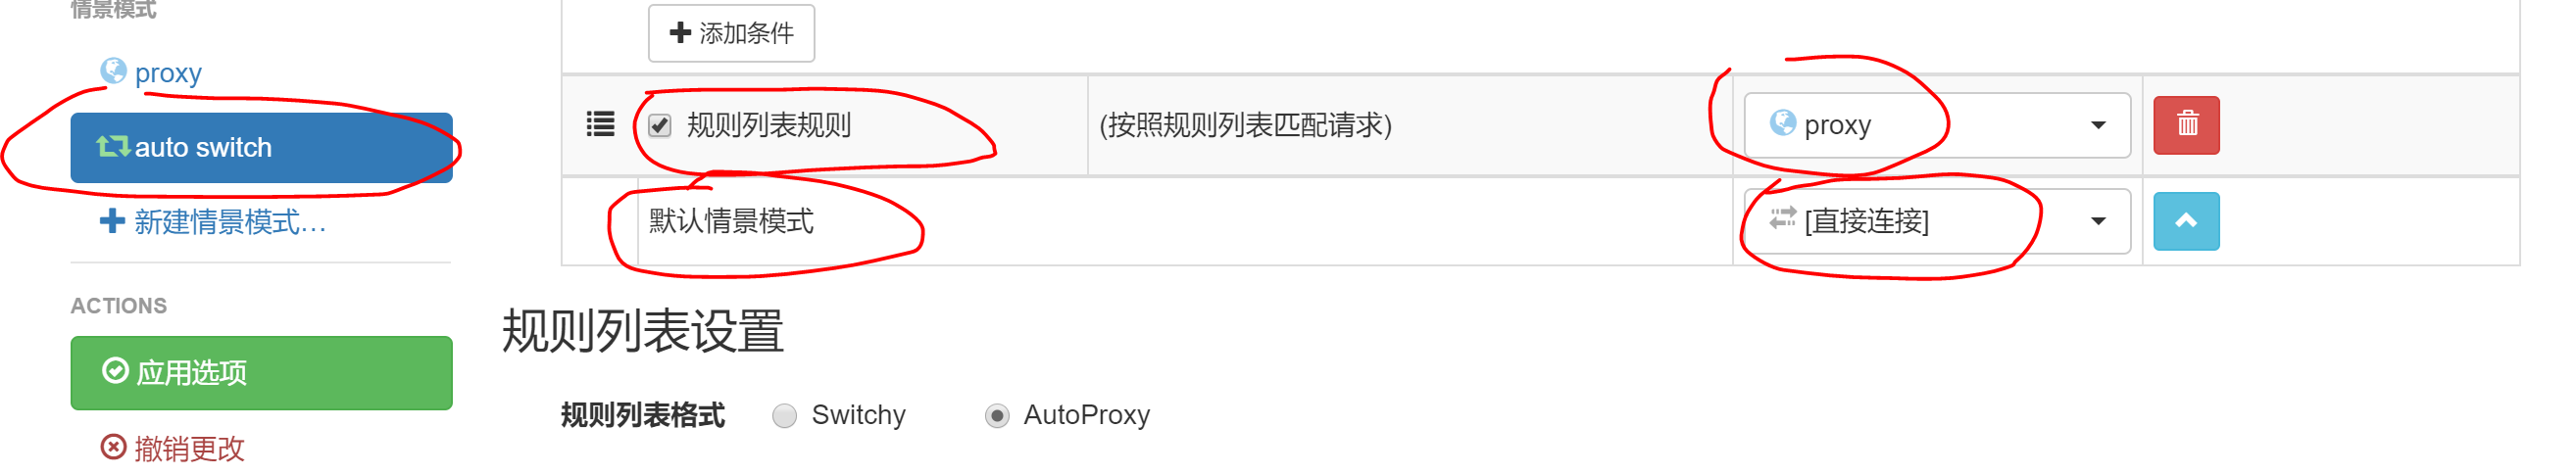 情景模式
proxy
auto switch
新建情景模式…
ACTIONS
应用选项
撤销更改
添加条件
规则列表规则 (按照规则列表匹配请求) proxy
默认情景模式 [直接连接]
规则列表设置
规则列表格式 Switchy AutoProxy